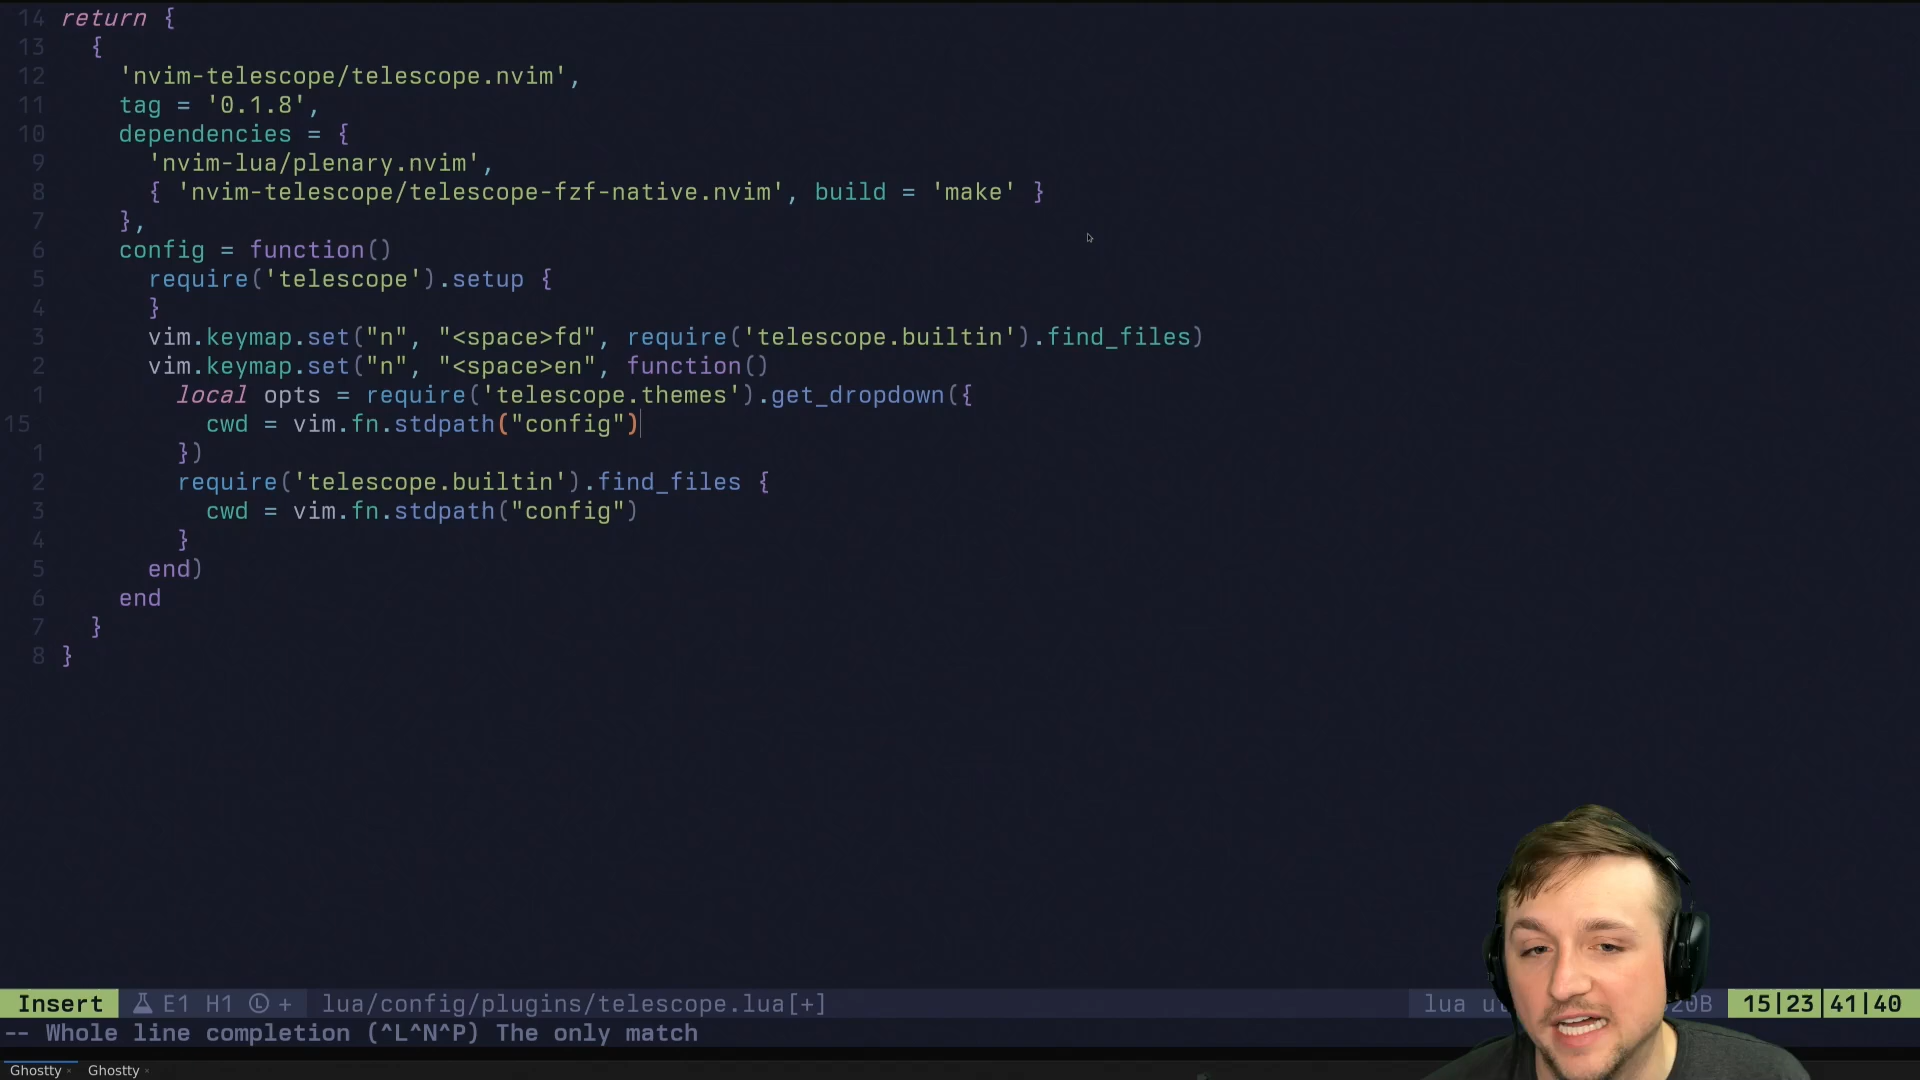 14 return {
13 {
12 'nvim-telescope/telescope.nvim',
11 tag = '0.1.8',
10 dependencies = {
9 'nvim-lua/plenary.nvim',
8 { 'nvim-telescope/telescope-fzf-native.nvim', build = 'make' }
7 },
6 config = function()
5 require('telescope').setup {
4 }
3 vim.keymap.set("n", "<space>fd", require('telescope.builtin').find_files)
2 vim.keymap.set("n", "<space>en", function()
1 local opts = require('telescope.themes').get_dropdown({
15 cwd = vim.fn.stdpath("config")
1 })
2 require('telescope.builtin').find_files {
3 cwd = vim.fn.stdpath("config")
4 }
5 end)
6 end
7 }
8 }
Insert E1 H1 Ⓛ + lua/config/plugins/telescope.lua[+] lua 20B 15|23 41|40
-- Whole line completion (^L^N^P) The only match
Ghostty Ghostty